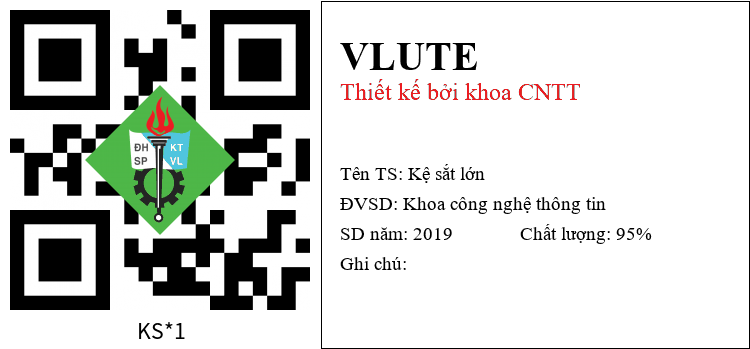 ĐH KT
SP VL
KS*1
VLUTE
Thiết kế bởi khoa CNTT
Tên TS: Kệ sắt lớn
ĐVSD: Khoa công nghệ thông tin
SD năm: 2019 Chất lượng: 95%
Ghi chú: